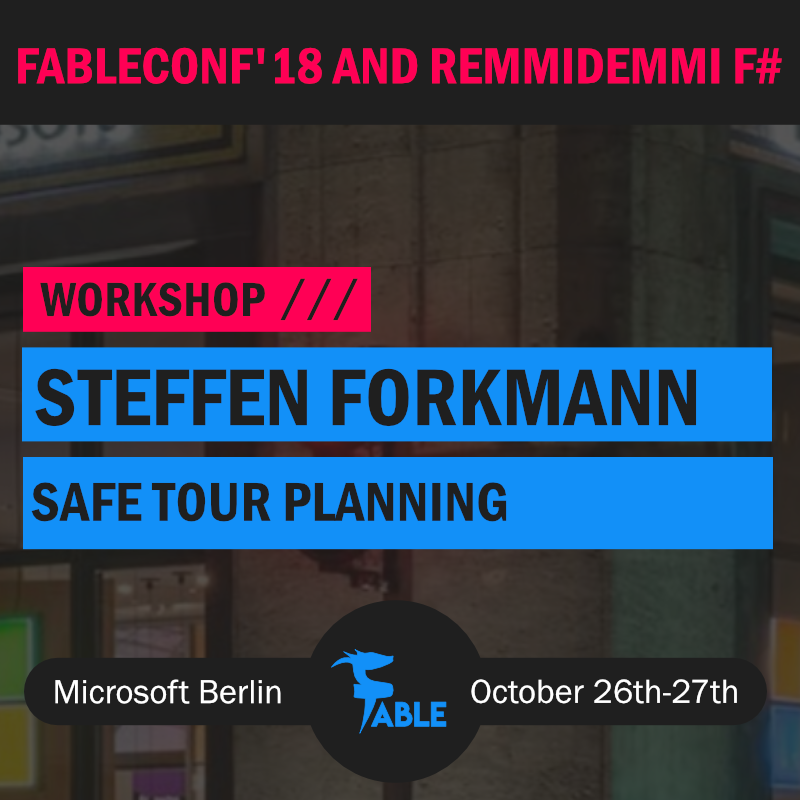 FABLECONF'18 AND REMMIDEMMI F#
WORKSHOP ///
STEFFEN FORKMANN
SAFE TOUR PLANNING
Microsoft Berlin
FABLE
October 26th-27th